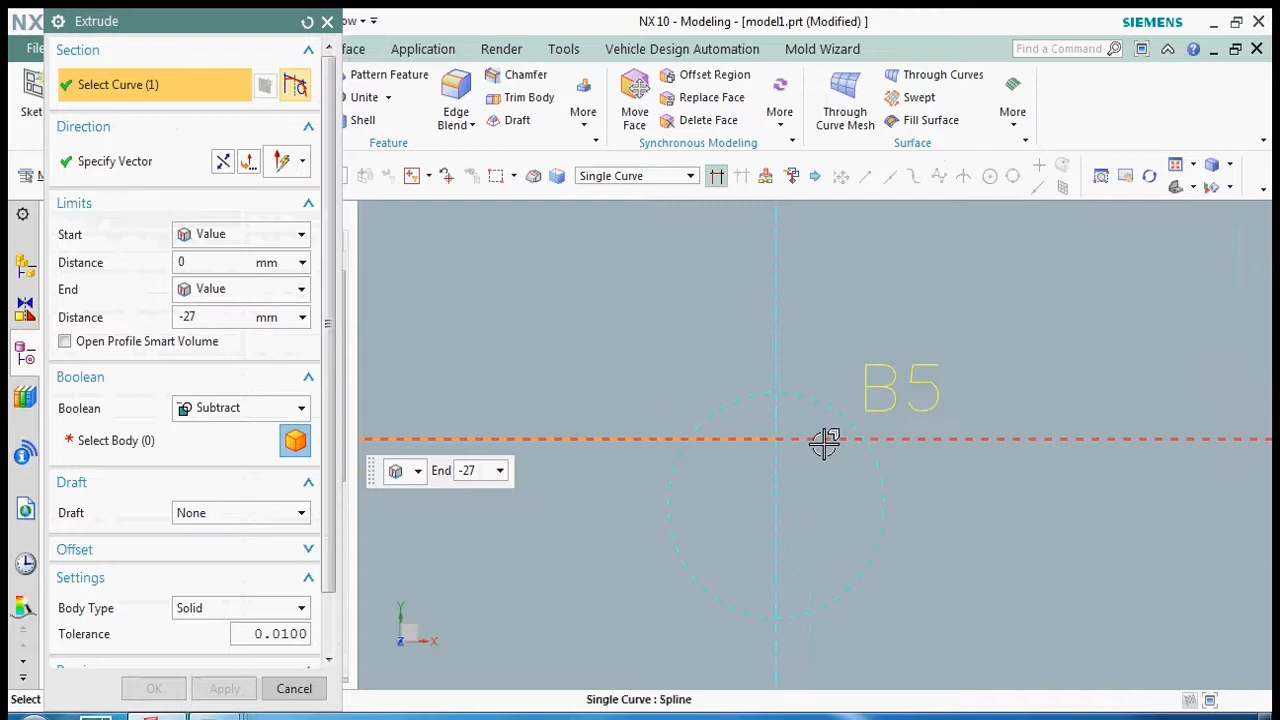 NX
Extrude
ow
NX 10 - Modeling - [model1.prt (Modified) ]
SIEMENS
File
face
Application
Render
Tools
Vehicle Design Automation
Mold Wizard
Find a Command
Section
Select Curve (1)
Direction
Specify Vector
Limits
Start
Value
Distance
0
mm
End
Value
Distance
-27
mm
Open Profile Smart Volume
Boolean
Boolean
Subtract
* Select Body (0)
Draft
Draft
None
Offset
Settings
Body Type
Solid
Tolerance
0.0100
OK
Apply
Cancel
Pattern Feature
Unite
Shell
Edge
Blend
Chamfer
Trim Body
Draft
More
Feature
Move
Face
Offset Region
Replace Face
Delete Face
More
Synchronous Modeling
Through
Curve Mesh
Through Curves
Swept
Fill Surface
More
Surface
M
Single Curve
B5
End
-27
Y
X
Z
Select
Single Curve : Spline